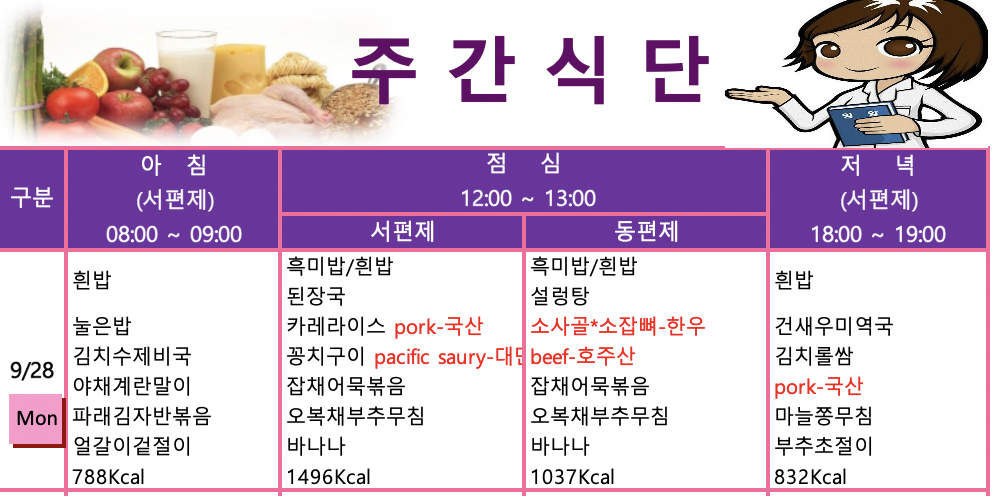 주 간 식 단
구분
아 침
(서편제)
08:00 ~ 09:00
점 심
12:00 ~ 13:00
서편제
동편제
저 녁
(서편제)
18:00 ~ 19:00
9/28
Mon
흰밥
눌은밥
김치수제비국
야채계란말이
파래김자반볶음
얼갈이겉절이
788Kcal
흑미밥/흰밥
된장국
카레라이스 pork-국산
꽁치구이 pacific saury-대만
잡채어묵볶음
오복채부추무침
바나나
1496Kcal
흑미밥/흰밥
설렁탕
소사골*소잡뼈-한우
beef-호주산
잡채어묵볶음
오복채부추무침
바나나
1037Kcal
흰밥
건새우미역국
김치롤쌈
pork-국산
마늘쫑무침
부추초절이
832Kcal